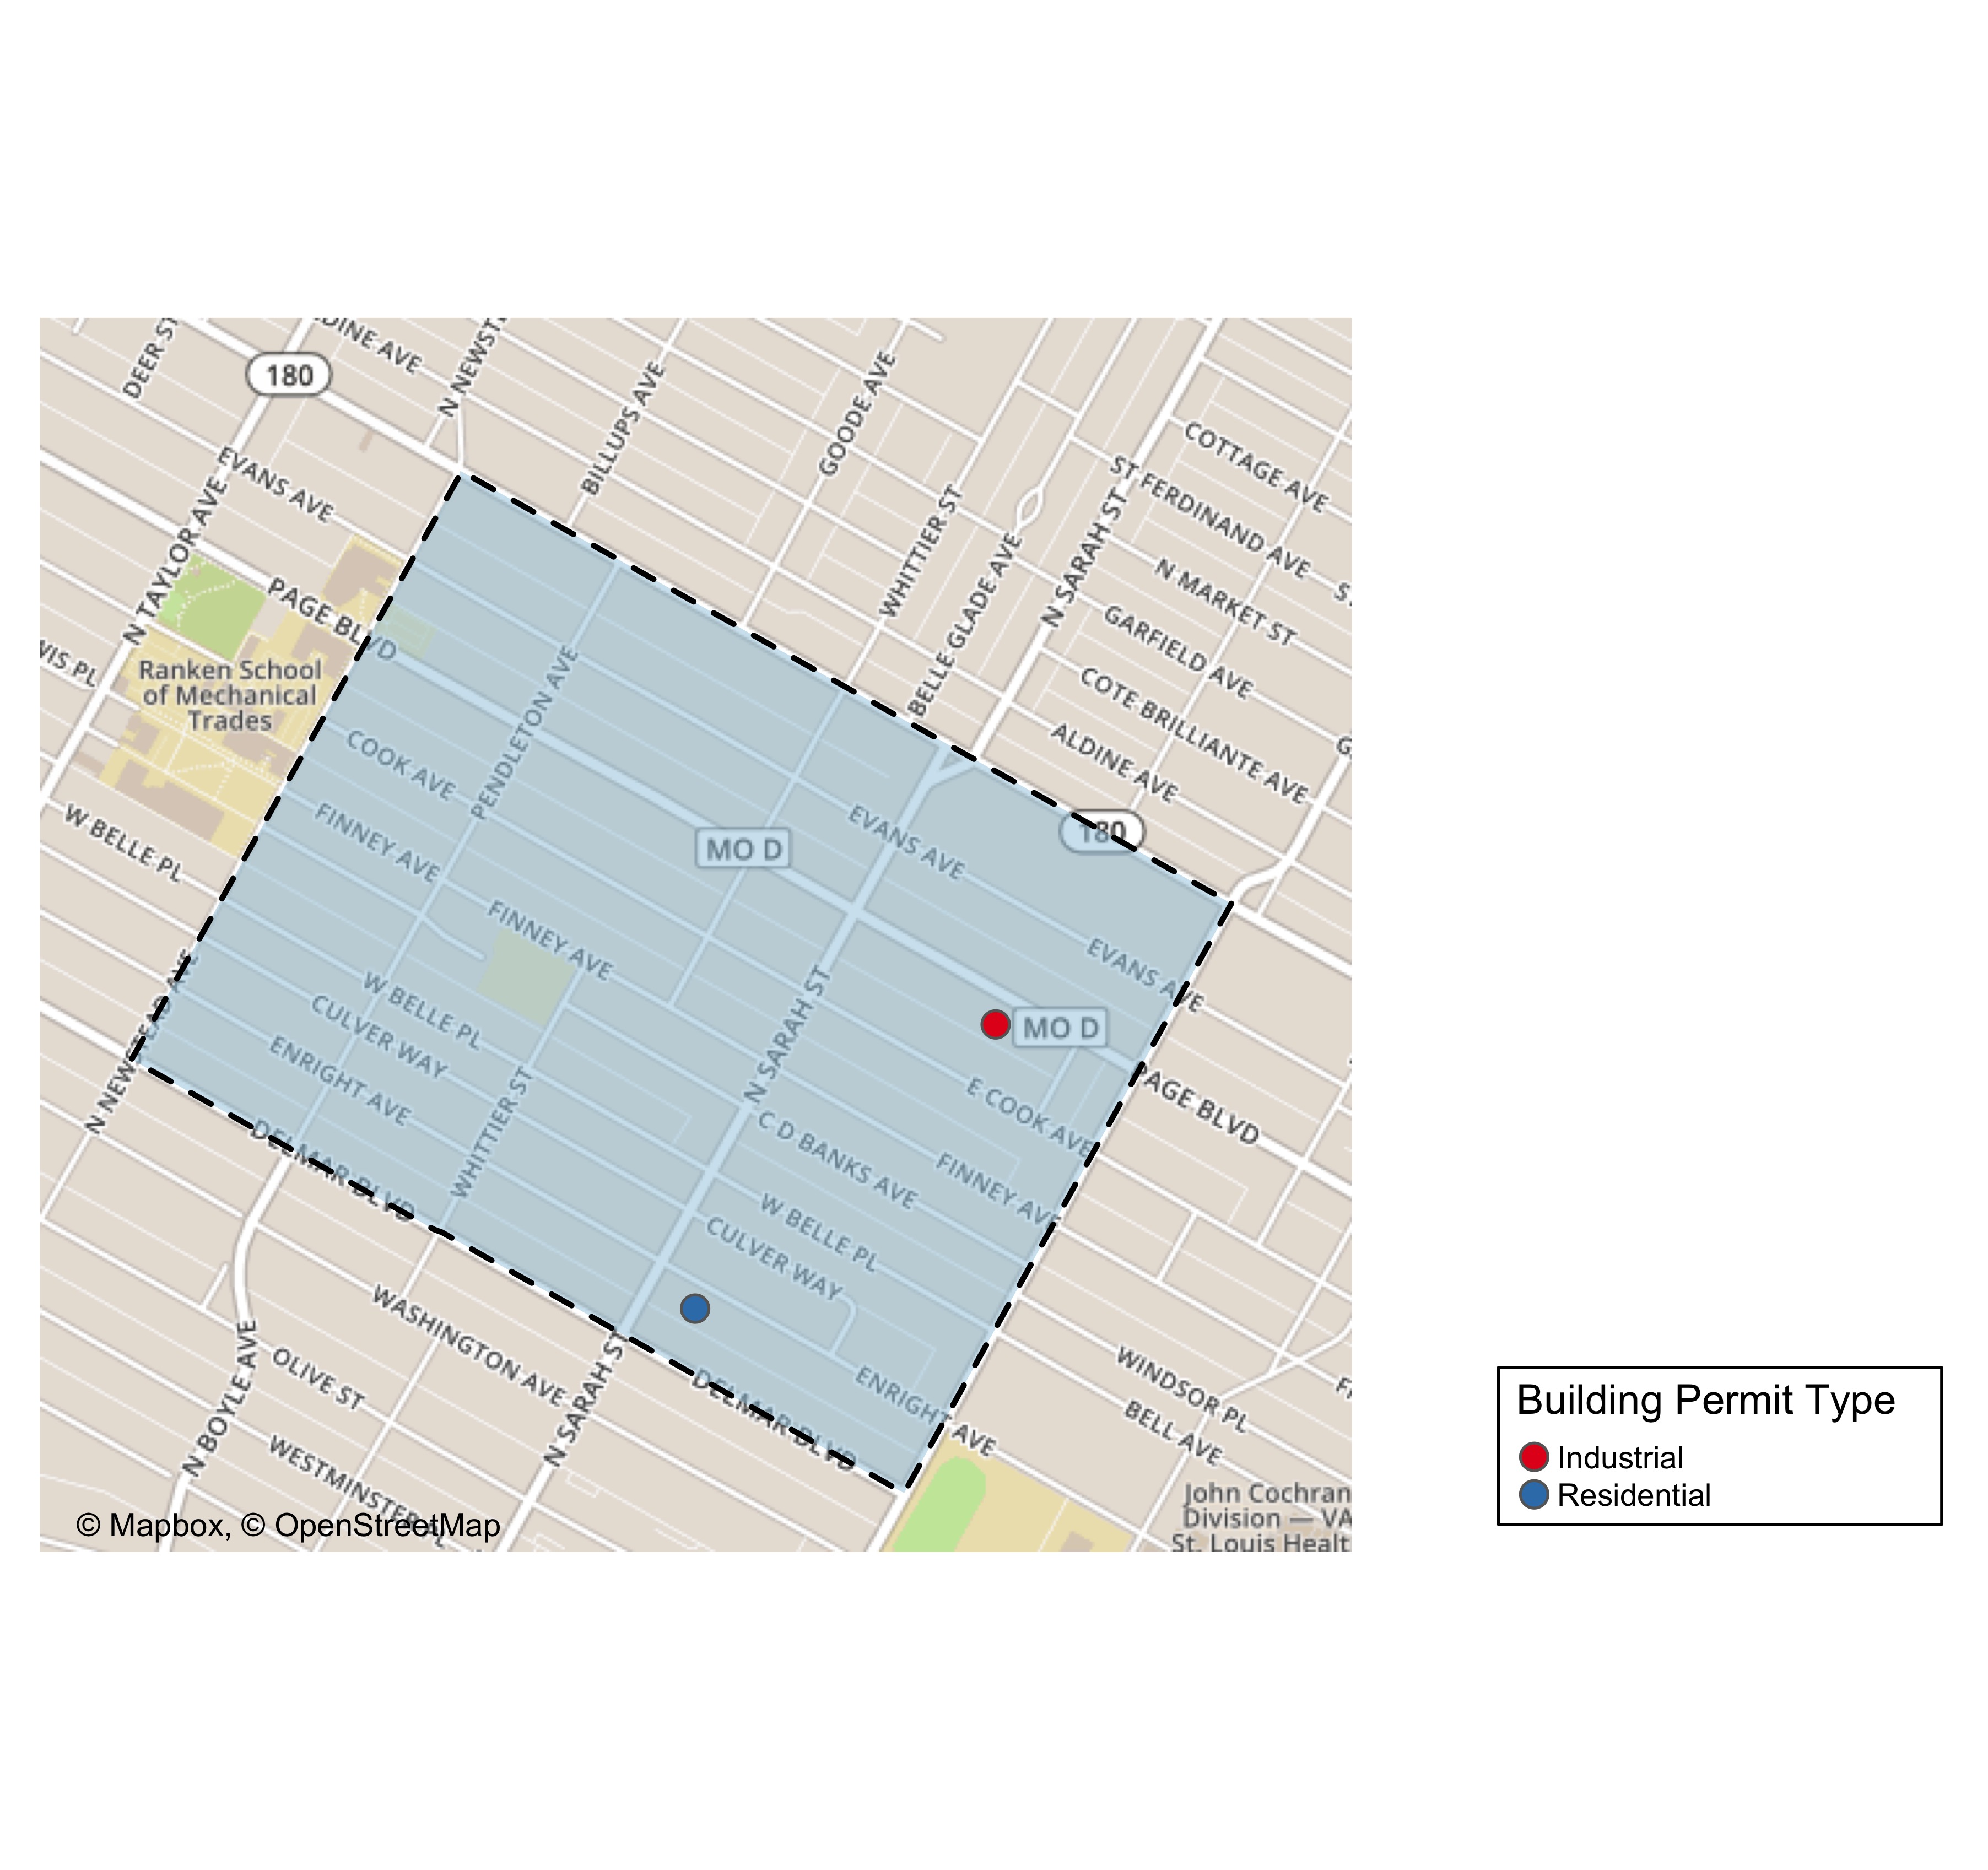 DEER ST
DINE AVE
N NEWST
180
BILLUPS AVE
GOODE AVE
COTTAGE AVE
EVANS AVE
ST FERDINAND AVE
S
WHITTIER ST
N SARAH ST
N TAYLOR AVE
BELLE GLADE AVE
N MARKET ST
PAGE BLVD
GARFIELD AVE
WIS PL
Ranken School
of Mechanical
Trades
PENDLETON AVE
COTE BRILLIANTE AVE
G
COOK AVE
ALDINE AVE
FINNEY AVE
W BELLE PL
MO D
EVANS AVE
180
FINNEY AVE
EVANS AVE
N NEWSTEAD AVE
W BELLE PL
CULVER WAY
N SARAH ST
MO D
ENRIGHT AVE
WHITTIER ST
E COOK AVE
PAGE BLVD
DELMAR BLVD
C D BANKS AVE
FINNEY AVE
W BELLE PL
CULVER WAY
WASHINGTON AVE
OLIVE ST
N BOYLE AVE
N SARAH ST
DELMAR BLVD
ENRIGHT AVE
WINDSOR PL
BELL AVE
WESTMINSTER PL
John Cochran
Division — VA
St. Louis Healt
© Mapbox, © OpenStreetMap
Building Permit Type
Industrial
Residential